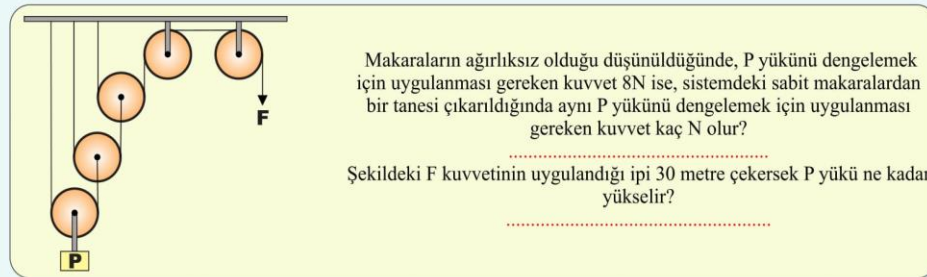 F
P
Makaraların ağırlıksız olduğu düşünüldüğünde, P yükünü dengelemek
için uygulanması gereken kuvvet 8N ise, sistemdeki sabit makaralardan
bir tanesi çıkarıldığında aynı P yükünü dengelemek için uygulanması
gereken kuvvet kaç N olur?
Şekildeki F kuvvetinin uygulandığı ipi 30 metre çekersek P yükü ne kadar
yükselir?